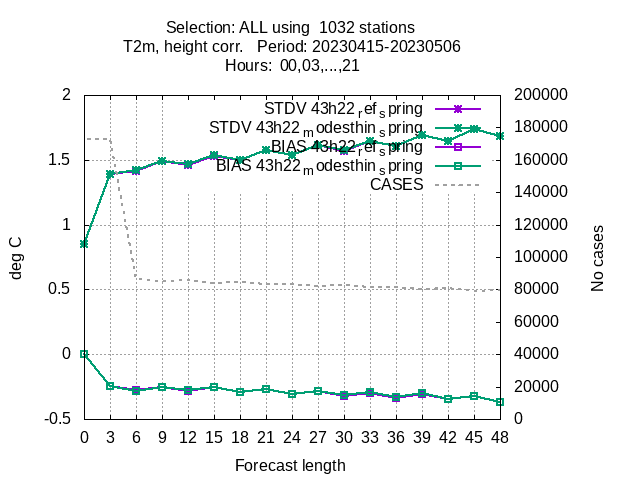 Selection: ALL using  1032 stations
T2m, height corr.   Period: 20230415-20230506
Hours:  00,03,...,21
2 200000
STDV 43h22_ref_spring
180000
STDV 43h22_modesthin_spring
BIAS 43h22_ref_spring
1.5 160000
BIAS 43h22_modesthin_spring
CASES
140000
1 120000
100000
deg C
No cases
0.5 80000
60000
0 40000
20000
-0.5 0
0 3 6 9 12 15 18 21 24 27 30 33 36 39 42 45 48
Forecast length